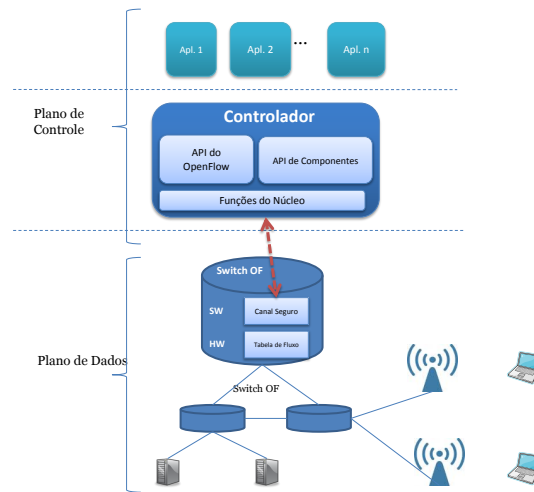 Apl. 1
Apl. 2
...
Apl. n
Plano de
Controle
Controlador
API do
OpenFlow
API de Componentes
Funções do Núcleo
Switch OF
SW
Canal Seguro
HW
Tabela de Fluxo
Plano de Dados
Switch OF